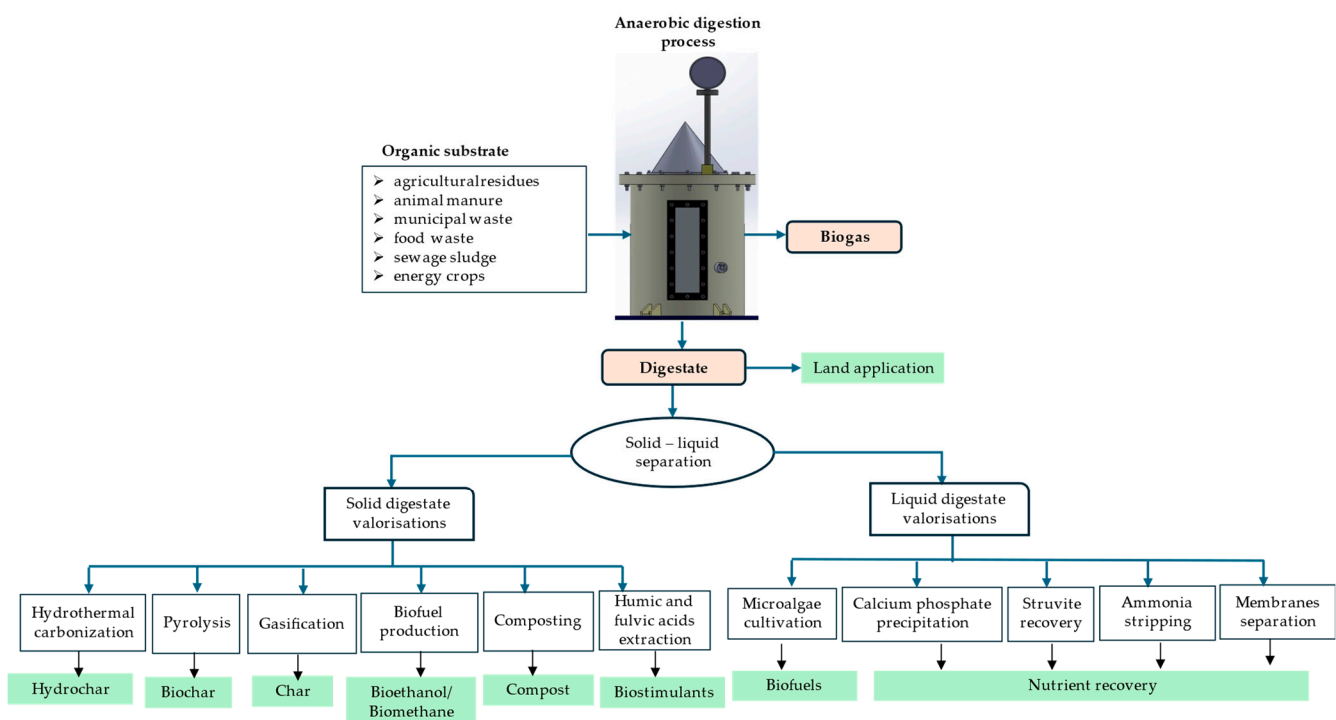 Anaerobic digestion
process
Organic substrate
➢ agricultural residues
➢ animal manure
➢ municipal waste
➢ food waste
➢ sewage sludge
➢ energy crops
Biogas
Digestate
Land application
Solid – liquid
separation
Solid digestate
valorisations
Liquid digestate
valorisations
Hydrothermal
carbonization
Pyrolysis
Gasification
Biofuel
production
Composting
Humic and
fulvic acids
extraction
Microalgae
cultivation
Calcium phosphate
precipitation
Struvite
recovery
Ammonia
stripping
Membranes
separation
Hydrochar
Biochar
Char
Bioethanol/
Biomethane
Compost
Biostimulants
Biofuels
Nutrient recovery